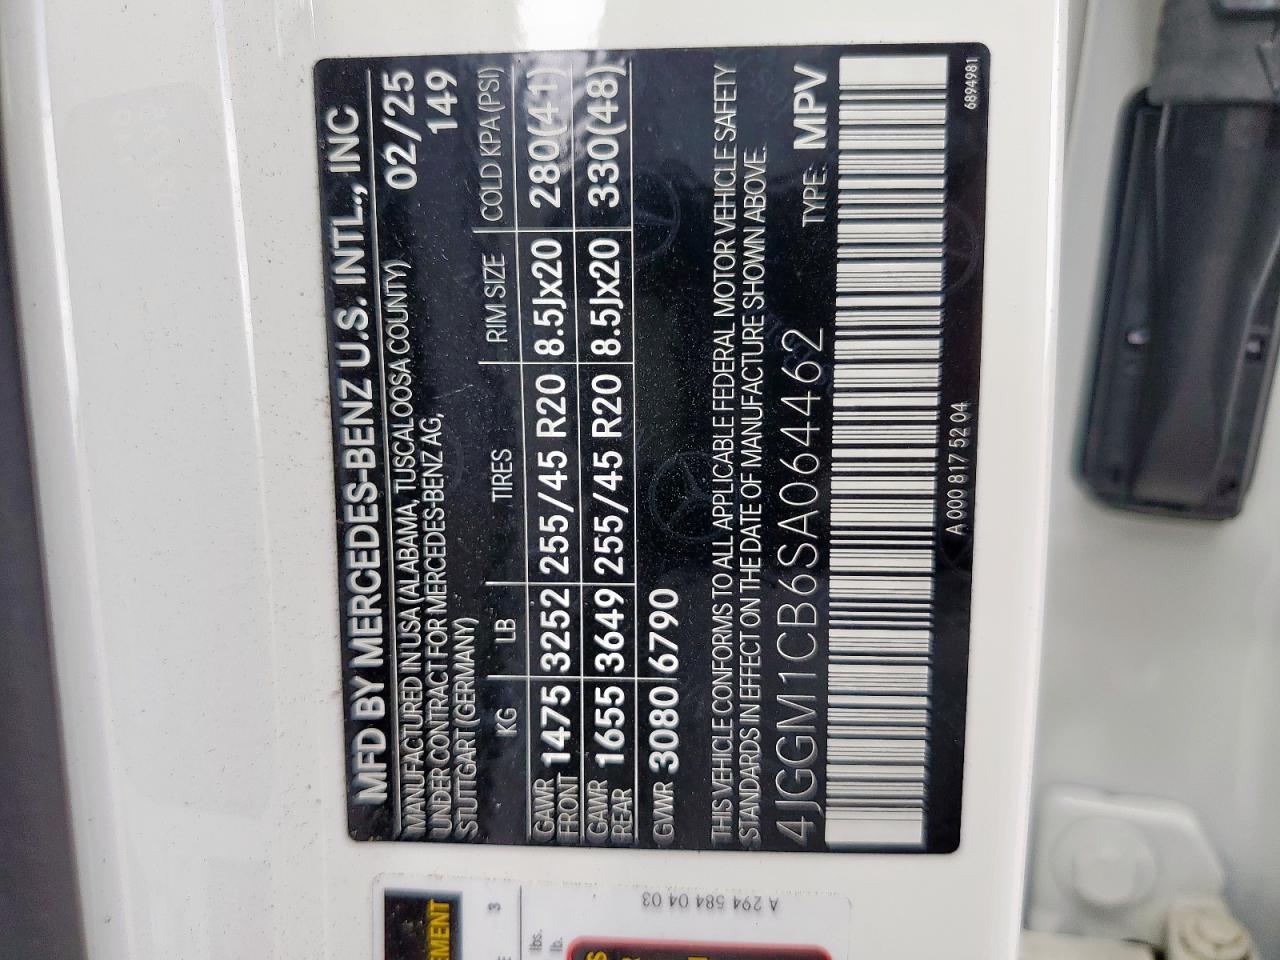 MFD BY MERCEDES-BENZ U.S. INTL., INC
MANUFACTURED IN USA (ALABAMA, TUSCALOOSA COUNTY) 02/25
UNDER CONTRACT FOR MERCEDES-BENZ AG, 149
STUTTGART (GERMANY)
KG LB TIRES RIM SIZE COLD KPA (PSI)
GAWR FRONT 1475 3252 255/45 R20 8.5Jx20 280(41)
GAWR REAR 1655 3649 255/45 R20 8.5Jx20 330(48)
GVWR 3080 6790
THIS VEHICLE CONFORMS TO ALL APPLICABLE FEDERAL MOTOR VEHICLE SAFETY
STANDARDS IN EFFECT ON THE DATE OF MANUFACTURE SHOWN ABOVE.
4JGGM1CB6SA064462 TYPE: MPV
A 000 817 52 04 6894981
A 294 584 04 03
3
lbs.
lb.